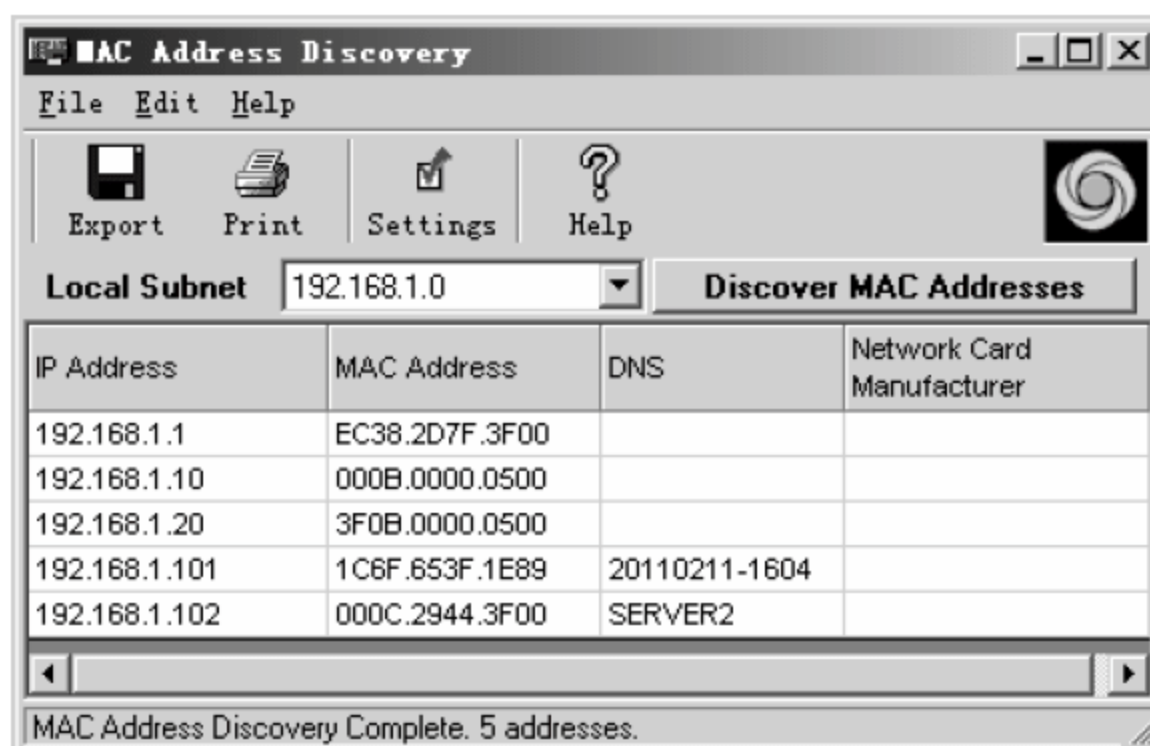 MAC Address Discovery
File Edit Help
Export Print Settings Help
Local Subnet 192.168.1.0 Discover MAC Addresses
IP Address MAC Address DNS Network Card Manufacturer
192.168.1.1 EC38.2D7F.3F00
192.168.1.10 000B.0000.0500
192.168.1.20 3F0B.0000.0500
192.168.1.101 1C6F.653F.1E89 20110211-1604
192.168.1.102 000C.2944.3F00 SERVER2
MAC Address Discovery Complete. 5 addresses.